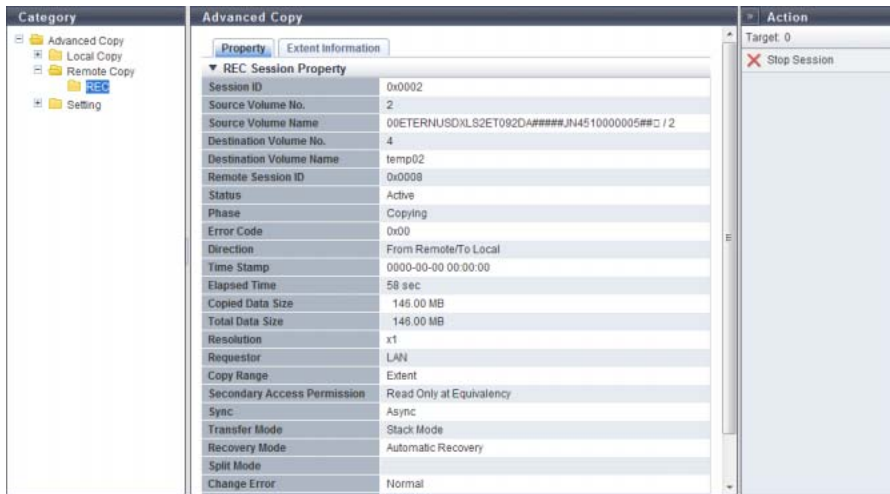 Category
Advanced Copy
Local Copy
Remote Copy
REC
Setting
Advanced Copy
Property Extent Information
▼ REC Session Property
Session ID 0x0002
Source Volume No. 2
Source Volume Name 00ETERNUSDXLS2ET092DA#####JN4510000005##□ / 2
Destination Volume No. 4
Destination Volume Name temp02
Remote Session ID 0x0008
Status Active
Phase Copying
Error Code 0x00
Direction From Remote/To Local
Time Stamp 0000-00-00 00:00:00
Elapsed Time 58 sec
Copied Data Size 146.00 MB
Total Data Size 146.00 MB
Resolution x1
Requestor LAN
Copy Range Extent
Secondary Access Permission Read Only at Equivalency
Sync Async
Transfer Mode Stack Mode
Recovery Mode Automatic Recovery
Split Mode
Change Error Normal
» Action
Target: 0
Stop Session